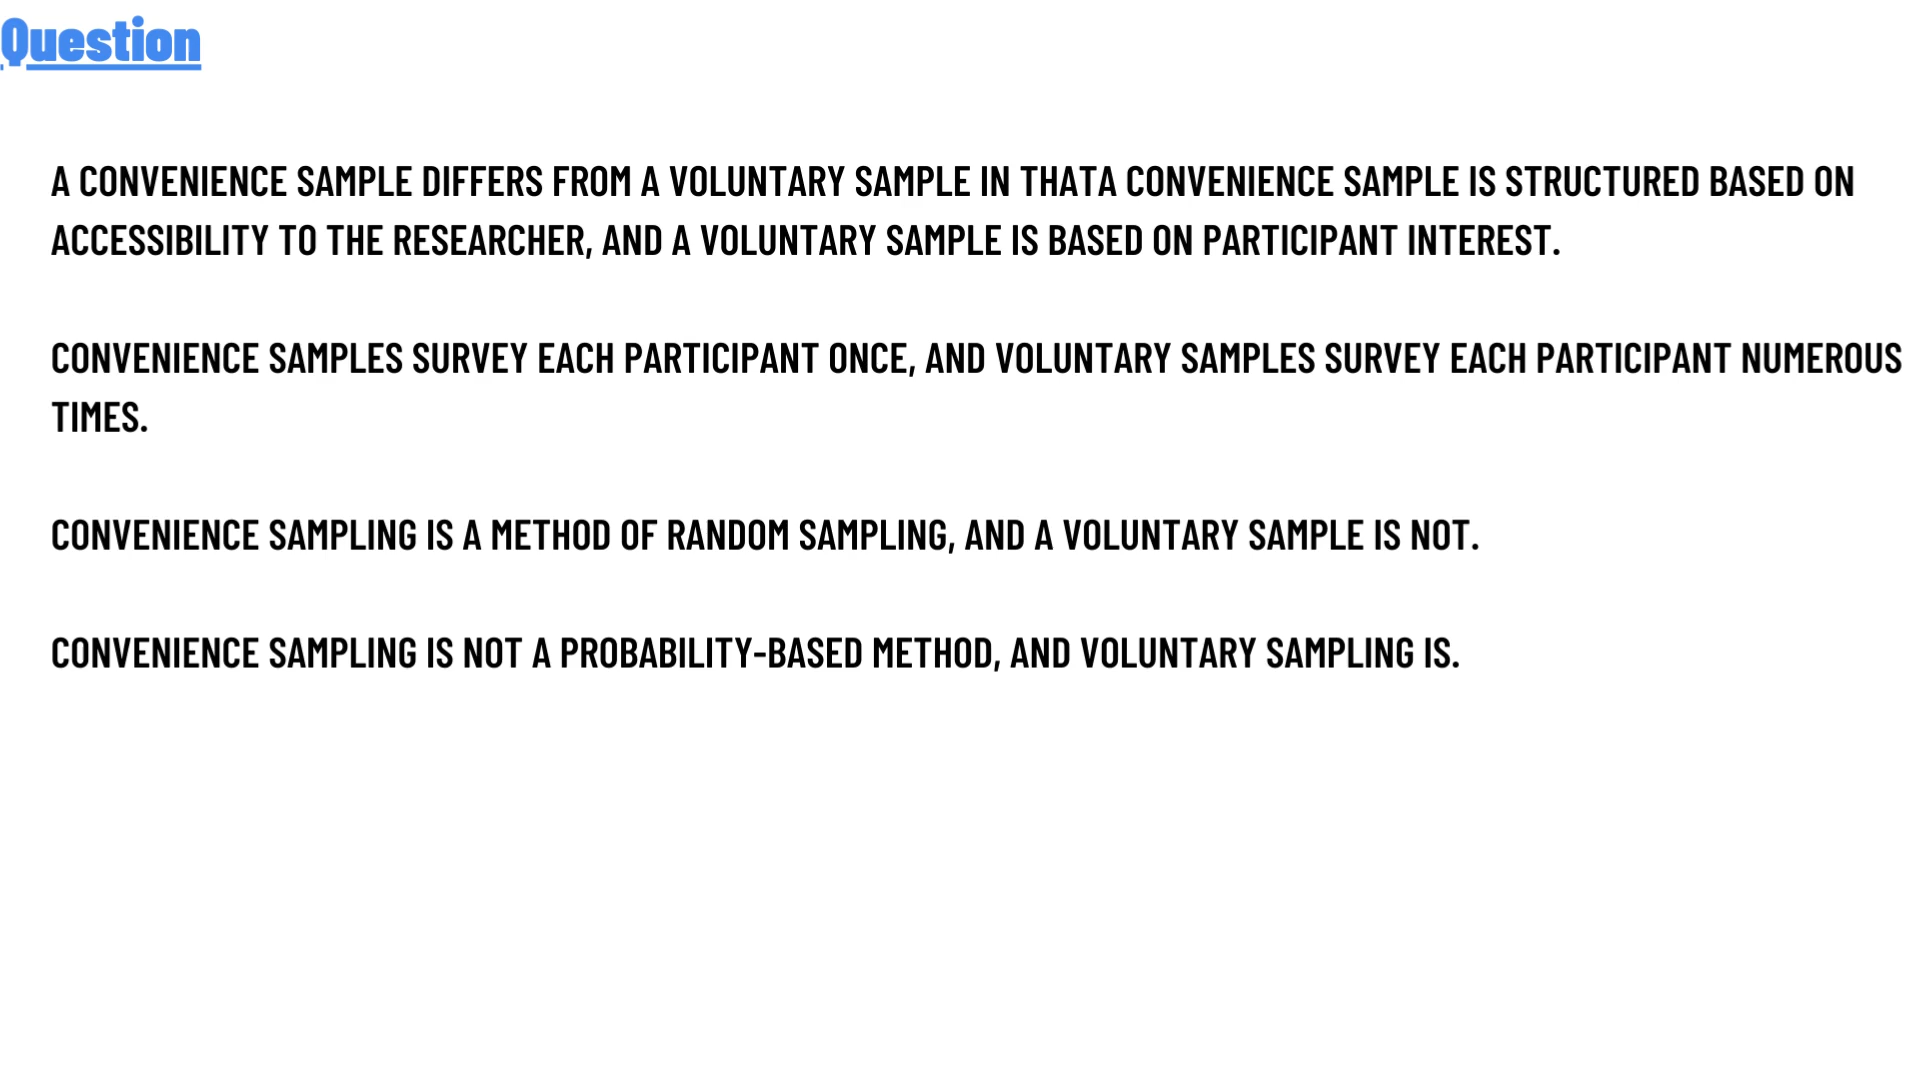 Question
A CONVENIENCE SAMPLE DIFFERS FROM A VOLUNTARY SAMPLE IN THATA CONVENIENCE SAMPLE IS STRUCTURED BASED ON
ACCESSIBILITY TO THE RESEARCHER, AND A VOLUNTARY SAMPLE IS BASED ON PARTICIPANT INTEREST.
CONVENIENCE SAMPLES SURVEY EACH PARTICIPANT ONCE, AND VOLUNTARY SAMPLES SURVEY EACH PARTICIPANT NUMEROUS
TIMES.
CONVENIENCE SAMPLING IS A METHOD OF RANDOM SAMPLING, AND A VOLUNTARY SAMPLE IS NOT.
CONVENIENCE SAMPLING IS NOT A PROBABILITY-BASED METHOD, AND VOLUNTARY SAMPLING IS.